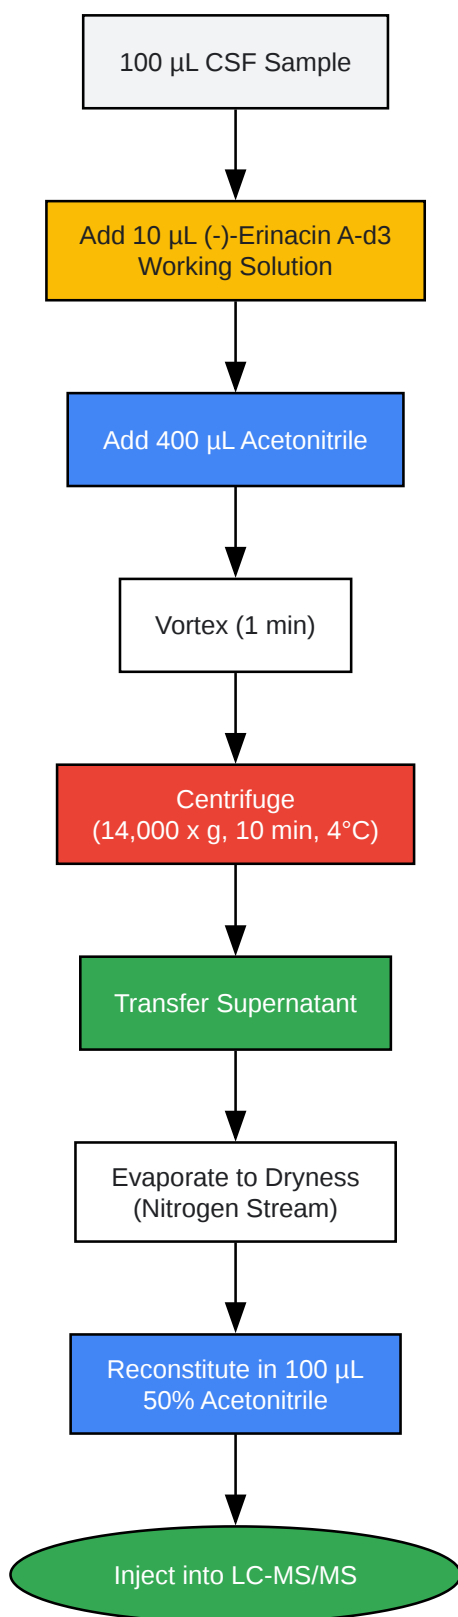 100 µL CSF Sample
Add 10 µL (-)-Erinacin A-d3
Working Solution
Add 400 µL Acetonitrile
Vortex (1 min)
Centrifuge
(14,000 x g, 10 min, 4°C)
Transfer Supernatant
Evaporate to Dryness
(Nitrogen Stream)
Reconstitute in 100 µL
50% Acetonitrile
Inject into LC-MS/MS